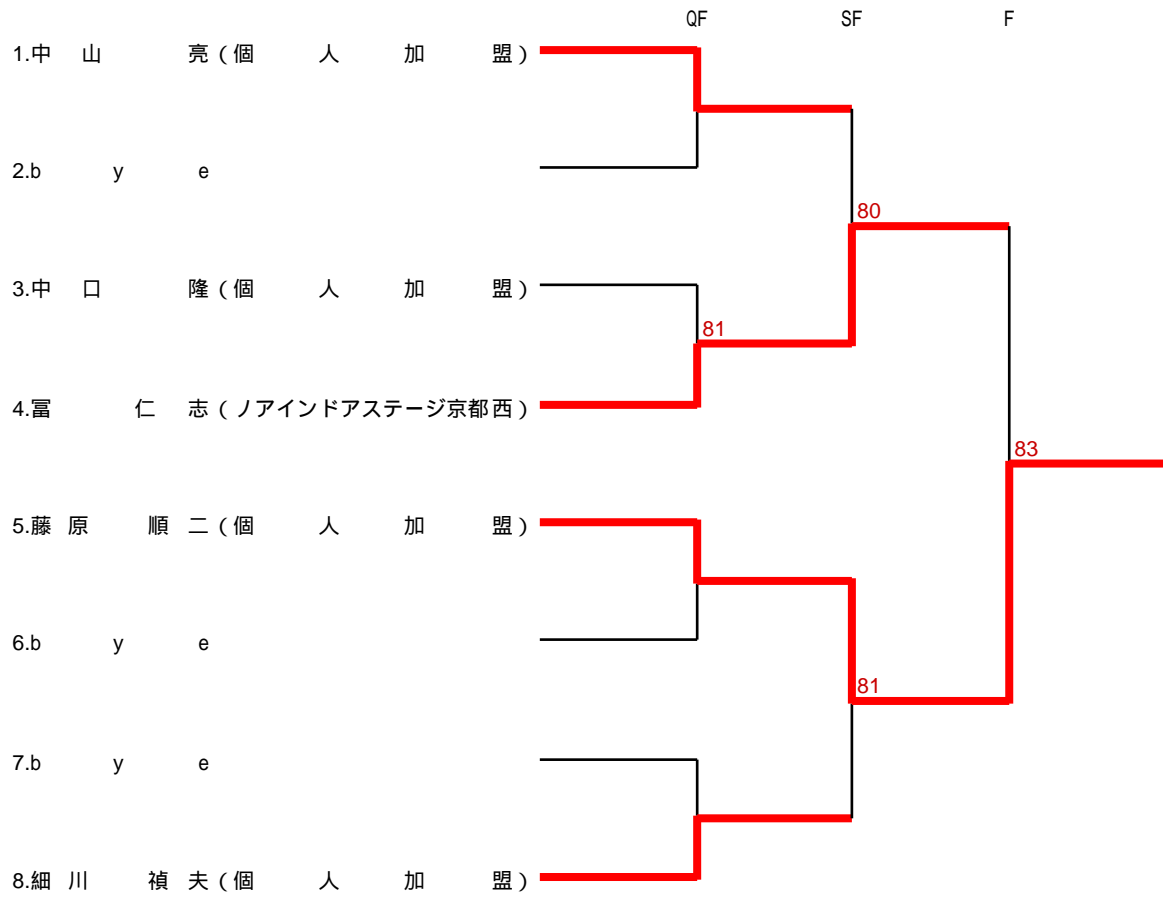 QF SF F
1.中 山 亮 (個 人 加 盟)
2.b y e
80
3.中 口 隆 (個 人 加 盟)
81
4.冨 仁 志 (ノアインドアステージ京都西)
83
5.藤 原 順 二 (個 人 加 盟)
6.b y e
81
7.b y e
8.細 川 禎 夫 (個 人 加 盟)